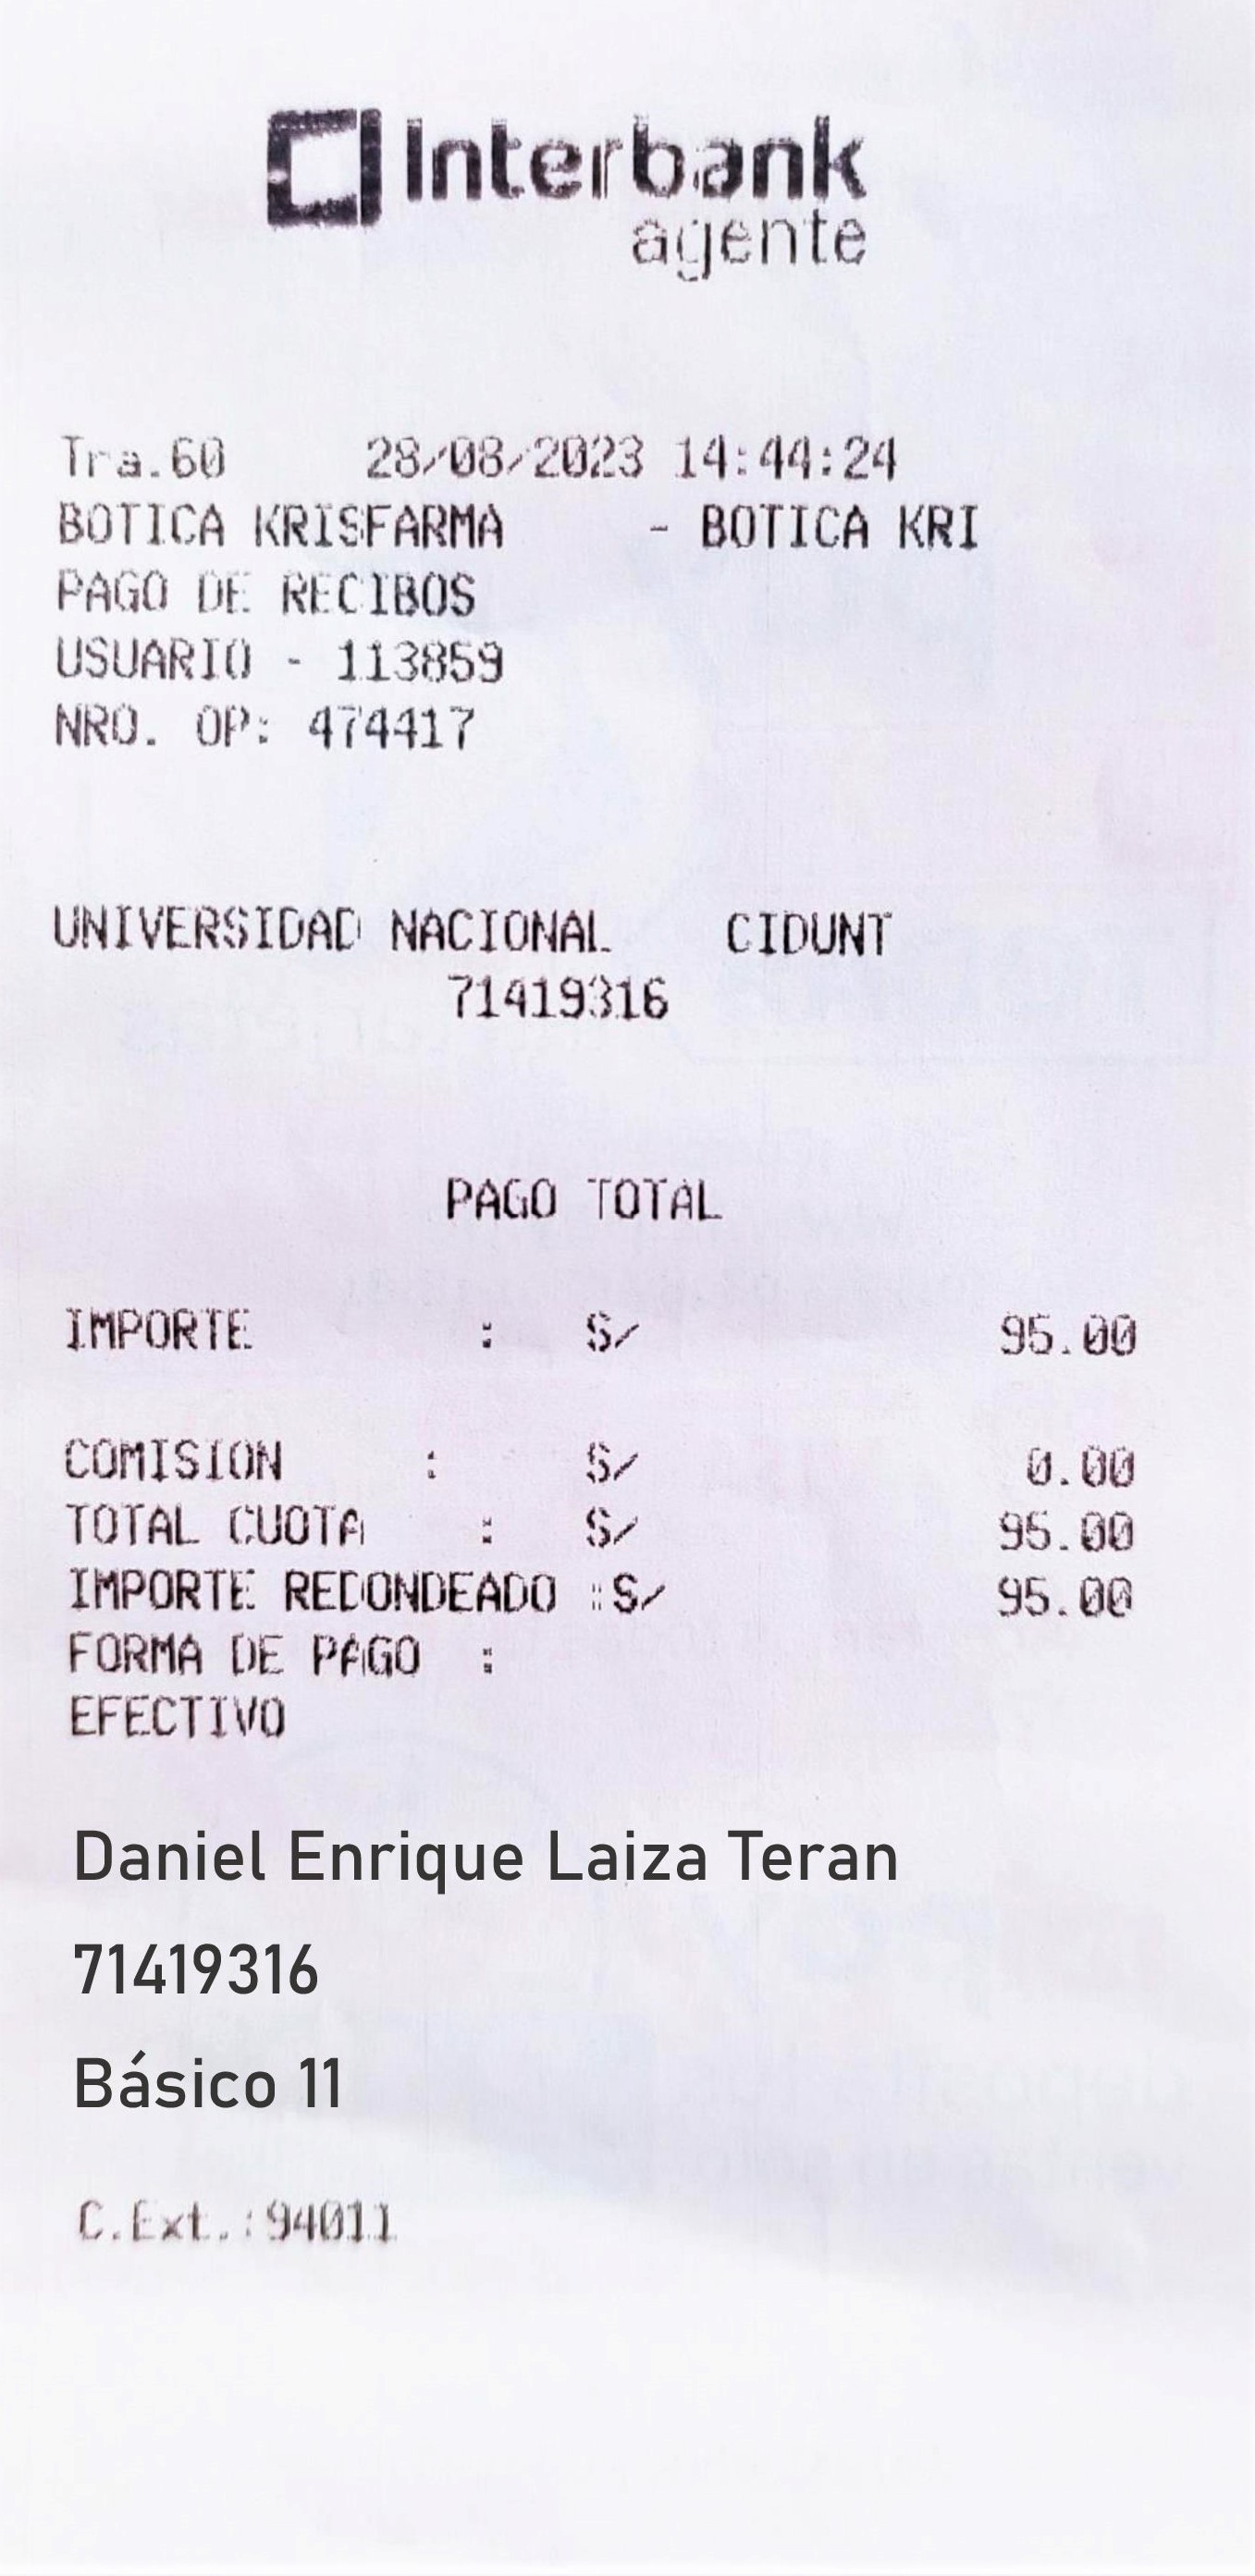 Interbank
agente
Tra.60 28/08/2023 14:44:24
BOTICA KRISFARMA - BOTICA KRI
PAGO DE RECIBOS
USUARIO - 113859
NRO. OP: 474417
UNIVERSIDAD NACIONAL CIDUNT
71419316
PAGO TOTAL
IMPORTE : S/ 95.00
COMISION : S/ 0.00
TOTAL CUOTA : S/ 95.00
IMPORTE REDONDEADO :S/ 95.00
FORMA DE PAGO :
EFECTIVO
Daniel Enrique Laiza Teran
71419316
Básico 11
C.Ext.:94011